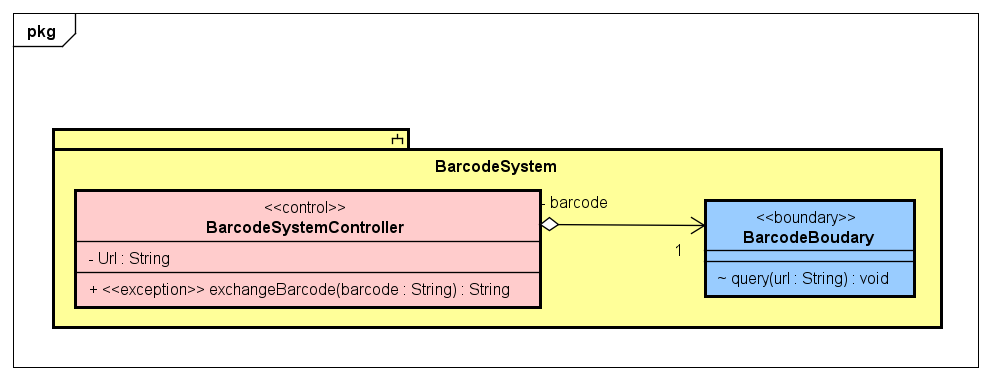 pkg
BarcodeSystem
<<control>>
BarcodeSystemController
- Url : String
+ <<exception>> exchangeBarcode(barcode : String) : String
- barcode
1
<<boundary>>
BarcodeBoudary
~ query(url : String) : void